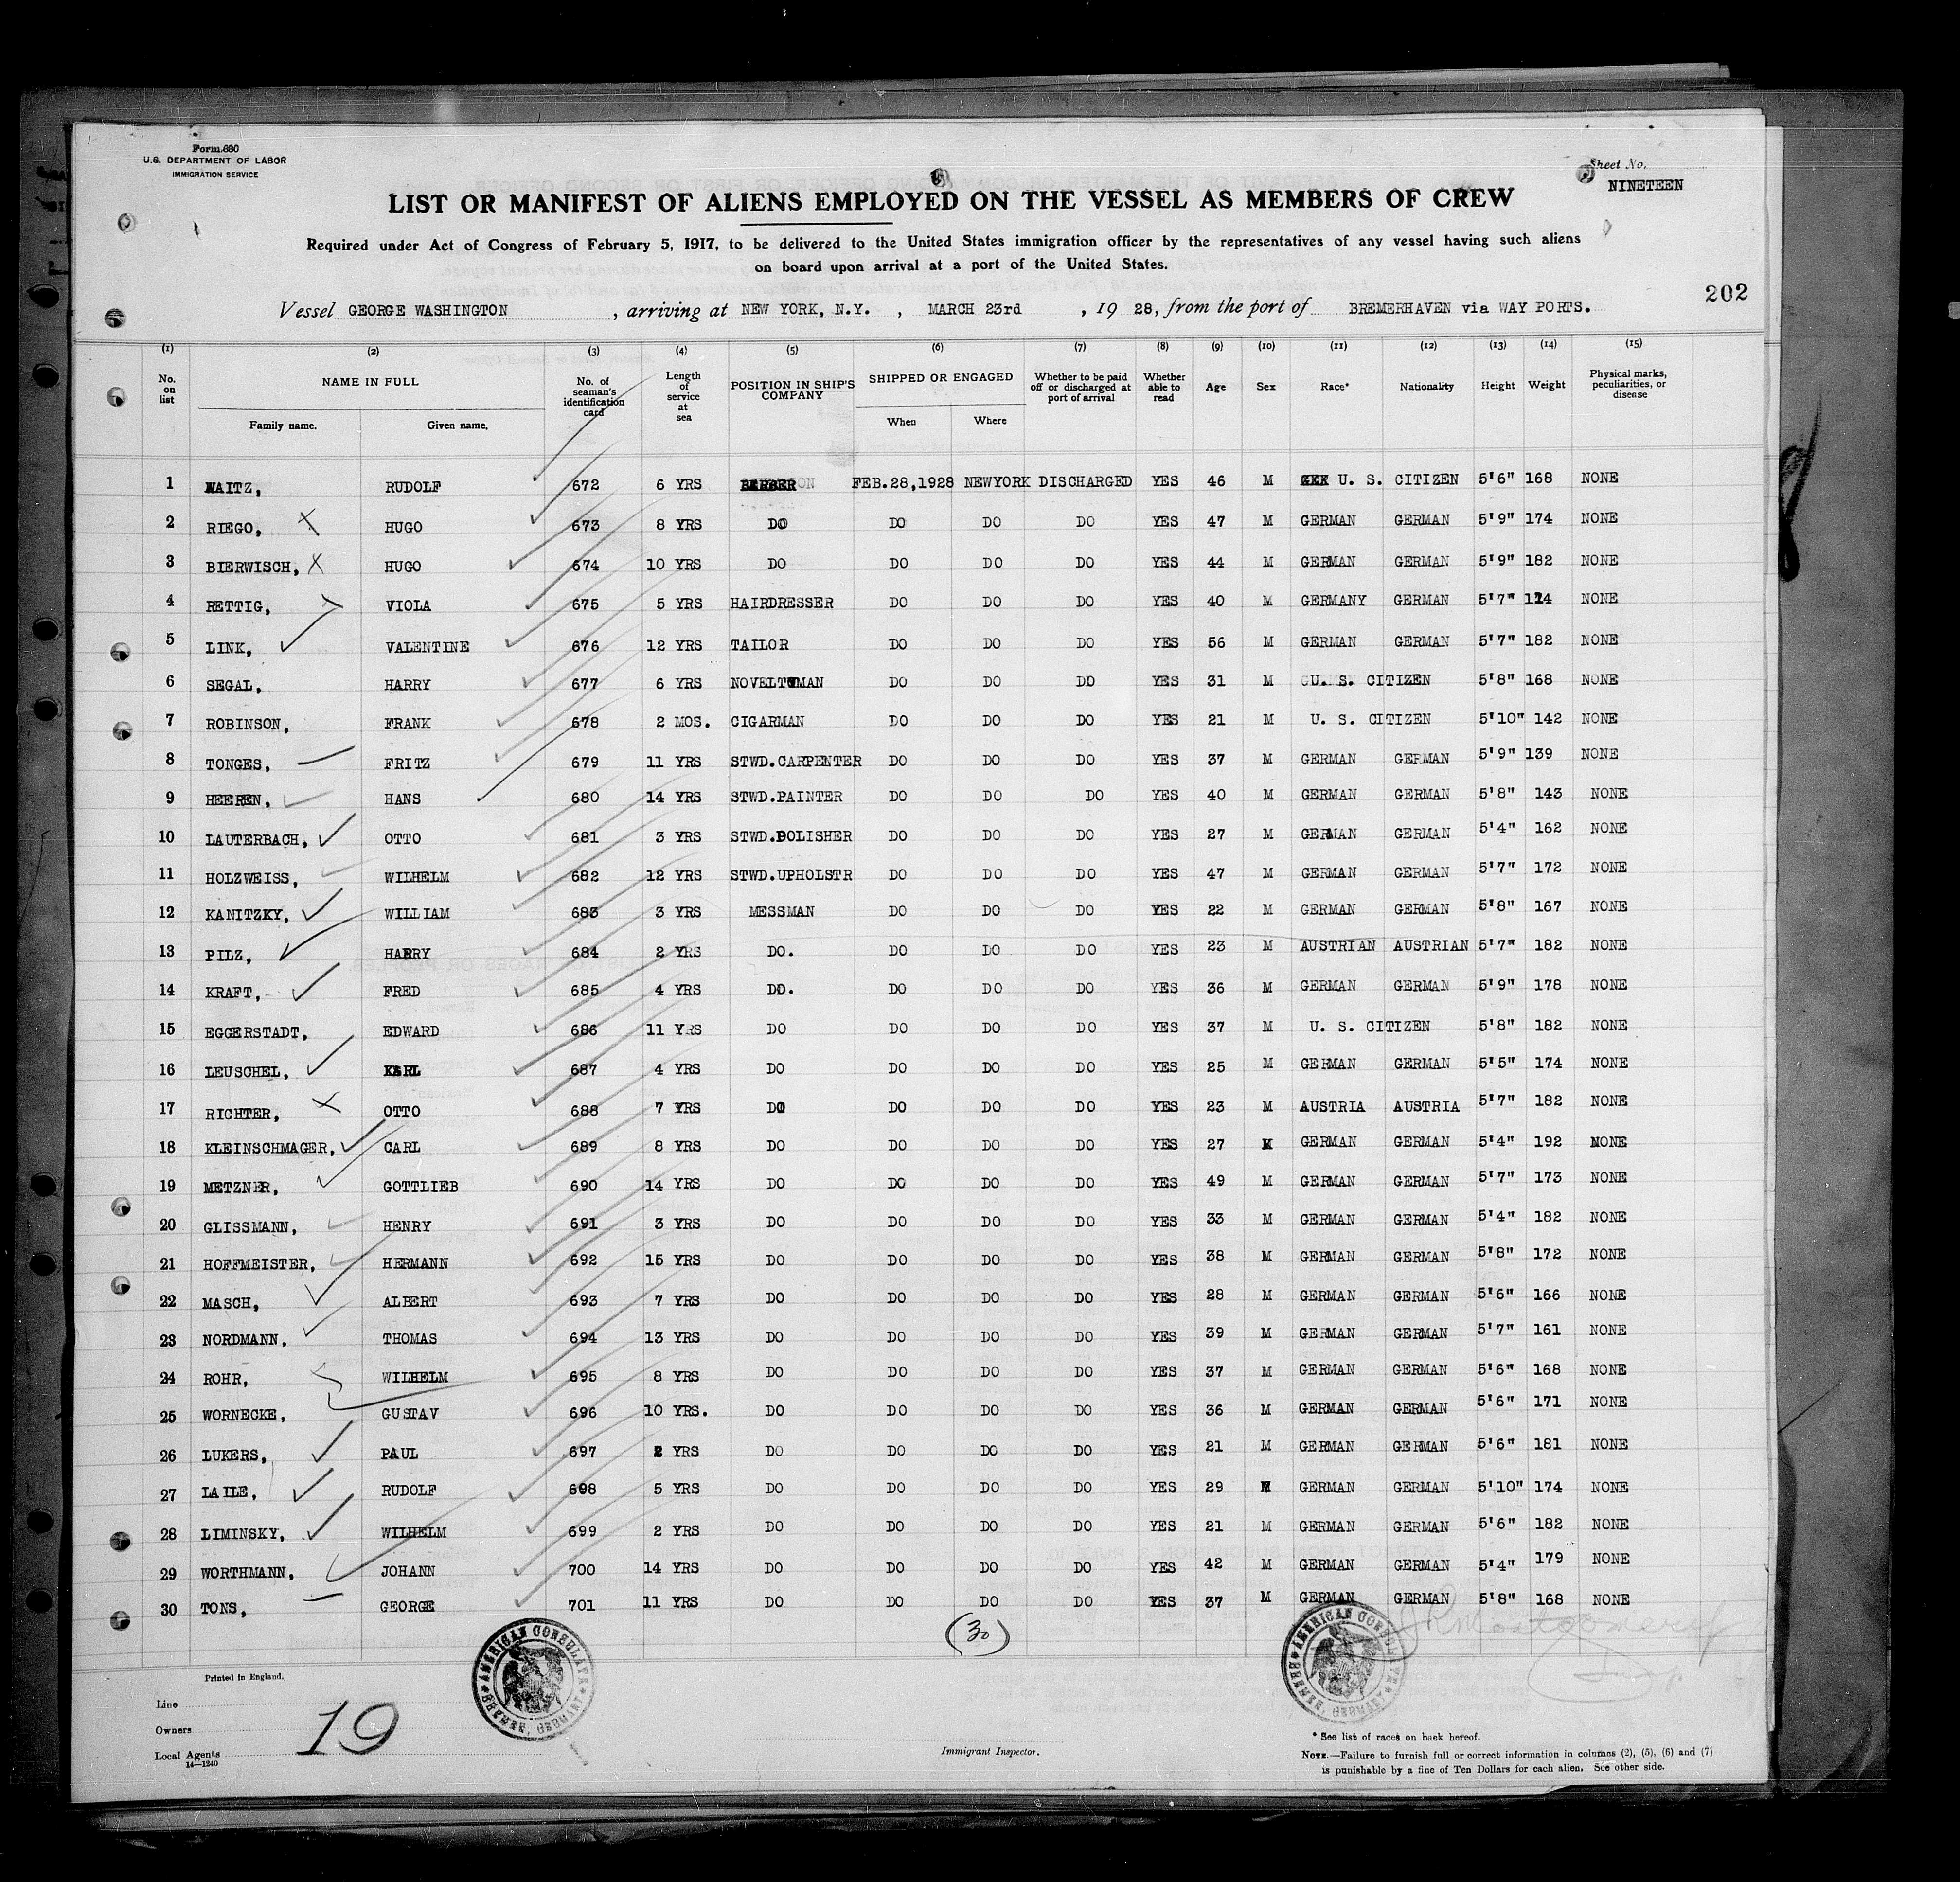 Form 680
U.S. DEPARTMENT OF LABOR
IMMIGRATION SERVICE
Sheet No.
NINETEEN
LIST OR MANIFEST OF ALIENS EMPLOYED ON THE VESSEL AS MEMBERS OF CREW
Required under Act of Congress of February 5, 1917, to be delivered to the United States immigration officer by the representatives of any vessel having such aliens
on board upon arrival at a port of the United States.
202
Vessel GEORGE WASHINGTON, arriving at NEW YORK, N.Y., MARCH 23rd, 19 28, from the port of BREMERHAVEN via WAY PORTS.
(1) (2) (3) (4) (5) (6) (7) (8) (9) (10) (11) (12) (13) (14) (15)
No. on list NAME IN FULL Family name. Given name. No. of seaman's identification card Length of service at sea POSITION IN SHIP'S COMPANY SHIPPED OR ENGAGED When Where Whether to be paid off or discharged at port of arrival Whether able to read Age Sex Race* Nationality Height Weight Physical marks, peculiarities, or disease
1 WAITZ, RUDOLF 672 6 YRS BARBER FEB.28,1928 NEWYORK DISCHARGED YES 46 M U. S. CITIZEN 5'6" 168 NONE
2 RIEGO, HUGO 673 8 YRS DO DO DO DO YES 47 M GERMAN GERMAN 5'9" 174 NONE
3 BIERWISCH, HUGO 674 10 YRS DO DO DO DO YES 44 M GERMAN GERMAN 5'9" 182 NONE
4 RETTIG, VIOLA 675 5 YRS HAIRDRESSER DO DO DO YES 40 M GERMANY GERMAN 5'7" 124 NONE
5 LINK, VALENTINE 676 12 YRS TAILOR DO DO DO YES 56 M GERMAN GERMAN 5'7" 182 NONE
6 SEGAL, HARRY 677 6 YRS NOVELTYMAN DO DO DO YES 31 M U. S. CITIZEN 5'8" 168 NONE
7 ROBINSON, FRANK 678 2 MOS. CIGARMAN DO DO DO YES 21 M U. S. CITIZEN 5'10" 142 NONE
8 TONGES, FRITZ 679 11 YRS STWD.CARPENTER DO DO DO YES 37 M GERMAN GERMAN 5'9" 139 NONE
9 HEEREN, HANS 680 14 YRS STWD.PAINTER DO DO DO YES 40 M GERMAN GERMAN 5'8" 143 NONE
10 LAUTERBACH, OTTO 681 3 YRS STWD.POLISHER DO DO DO YES 27 M GERMAN GERMAN 5'4" 162 NONE
11 HOLZWEISS, WILHELM 682 12 YRS STWD.UPHOLSTR DO DO DO YES 47 M GERMAN GERMAN 5'7" 172 NONE
12 KANITZKY, WILLIAM 683 3 YRS MESSMAN DO DO DO YES 22 M GERMAN GERMAN 5'8" 167 NONE
13 PILZ, HARRY 684 2 YRS DO. DO DO DO YES 23 M AUSTRIAN AUSTRIAN 5'7" 182 NONE
14 KRAFT, FRED 685 4 YRS DO. DO DO DO YES 36 M GERMAN GERMAN 5'9" 178 NONE
15 EGGERSTADT, EDWARD 686 11 YRS DO DO DO DO YES 37 M U. S. CITIZEN 5'8" 182 NONE
16 LEUSCHEL, KARL 687 4 YRS DO DO DO DO YES 25 M GERMAN GERMAN 5'5" 174 NONE
17 RICHTER, OTTO 688 7 YRS DO DO DO DO YES 23 M AUSTRIA AUSTRIA 5'7" 182 NONE
18 KLEINSCHMAGER, CARL 689 8 YRS DO DO DO DO YES 27 M GERMAN GERMAN 5'4" 192 NONE
19 METZNER, GOTTLIEB 690 14 YRS DO DO DO DO YES 49 M GERMAN GERMAN 5'7" 173 NONE
20 GLISSMANN, HENRY 691 3 YRS DO DO DO DO YES 33 M GERMAN GERMAN 5'4" 182 NONE
21 HOFFMEISTER, HERMANN 692 15 YRS DO DO DO DO YES 38 M GERMAN GERMAN 5'8" 172 NONE
22 MASCH, ALBERT 693 7 YRS DO DO DO DO YES 28 M GERMAN GERMAN 5'6" 166 NONE
23 NORDMANN, THOMAS 694 13 YRS DO DO DO DO YES 39 M GERMAN GERMAN 5'7" 161 NONE
24 ROHR, WILHELM 695 8 YRS DO DO DO DO YES 37 M GERMAN GERMAN 5'6" 168 NONE
25 WORNECKE, GUSTAV 696 10 YRS. DO DO DO DO YES 36 M GERMAN GERMAN 5'6" 171 NONE
26 LUKERS, PAUL 697 2 YRS DO DO DO DO YES 21 M GERMAN GERMAN 5'6" 181 NONE
27 LAILE, RUDOLF 698 5 YRS DO DO DO DO YES 29 M GERMAN GERMAN 5'10" 174 NONE
28 LIMINSKY, WILHELM 699 2 YRS DO DO DO DO YES 21 M GERMAN GERMAN 5'6" 182 NONE
29 WORTHMANN, JOHANN 700 14 YRS DO DO DO DO YES 42 M GERMAN GERMAN 5'4" 179 NONE
30 TONS, GEORGE 701 11 YRS DO DO DO DO YES 37 M GERMAN GERMAN 5'8" 168 NONE
(30)
AMERICAN CONSULATE BREMEN, GERMANY
AMERICAN CONSULATE BREMEN, GERMANY
Printed in England.
Line
Owners
Local Agents
14—1240
19
Immigrant Inspector.
* See list of races on back hereof.
NOTE.—Failure to furnish full or correct information in columns (2), (5), (6) and (7)
is punishable by a fine of Ten Dollars for each alien. See other side.